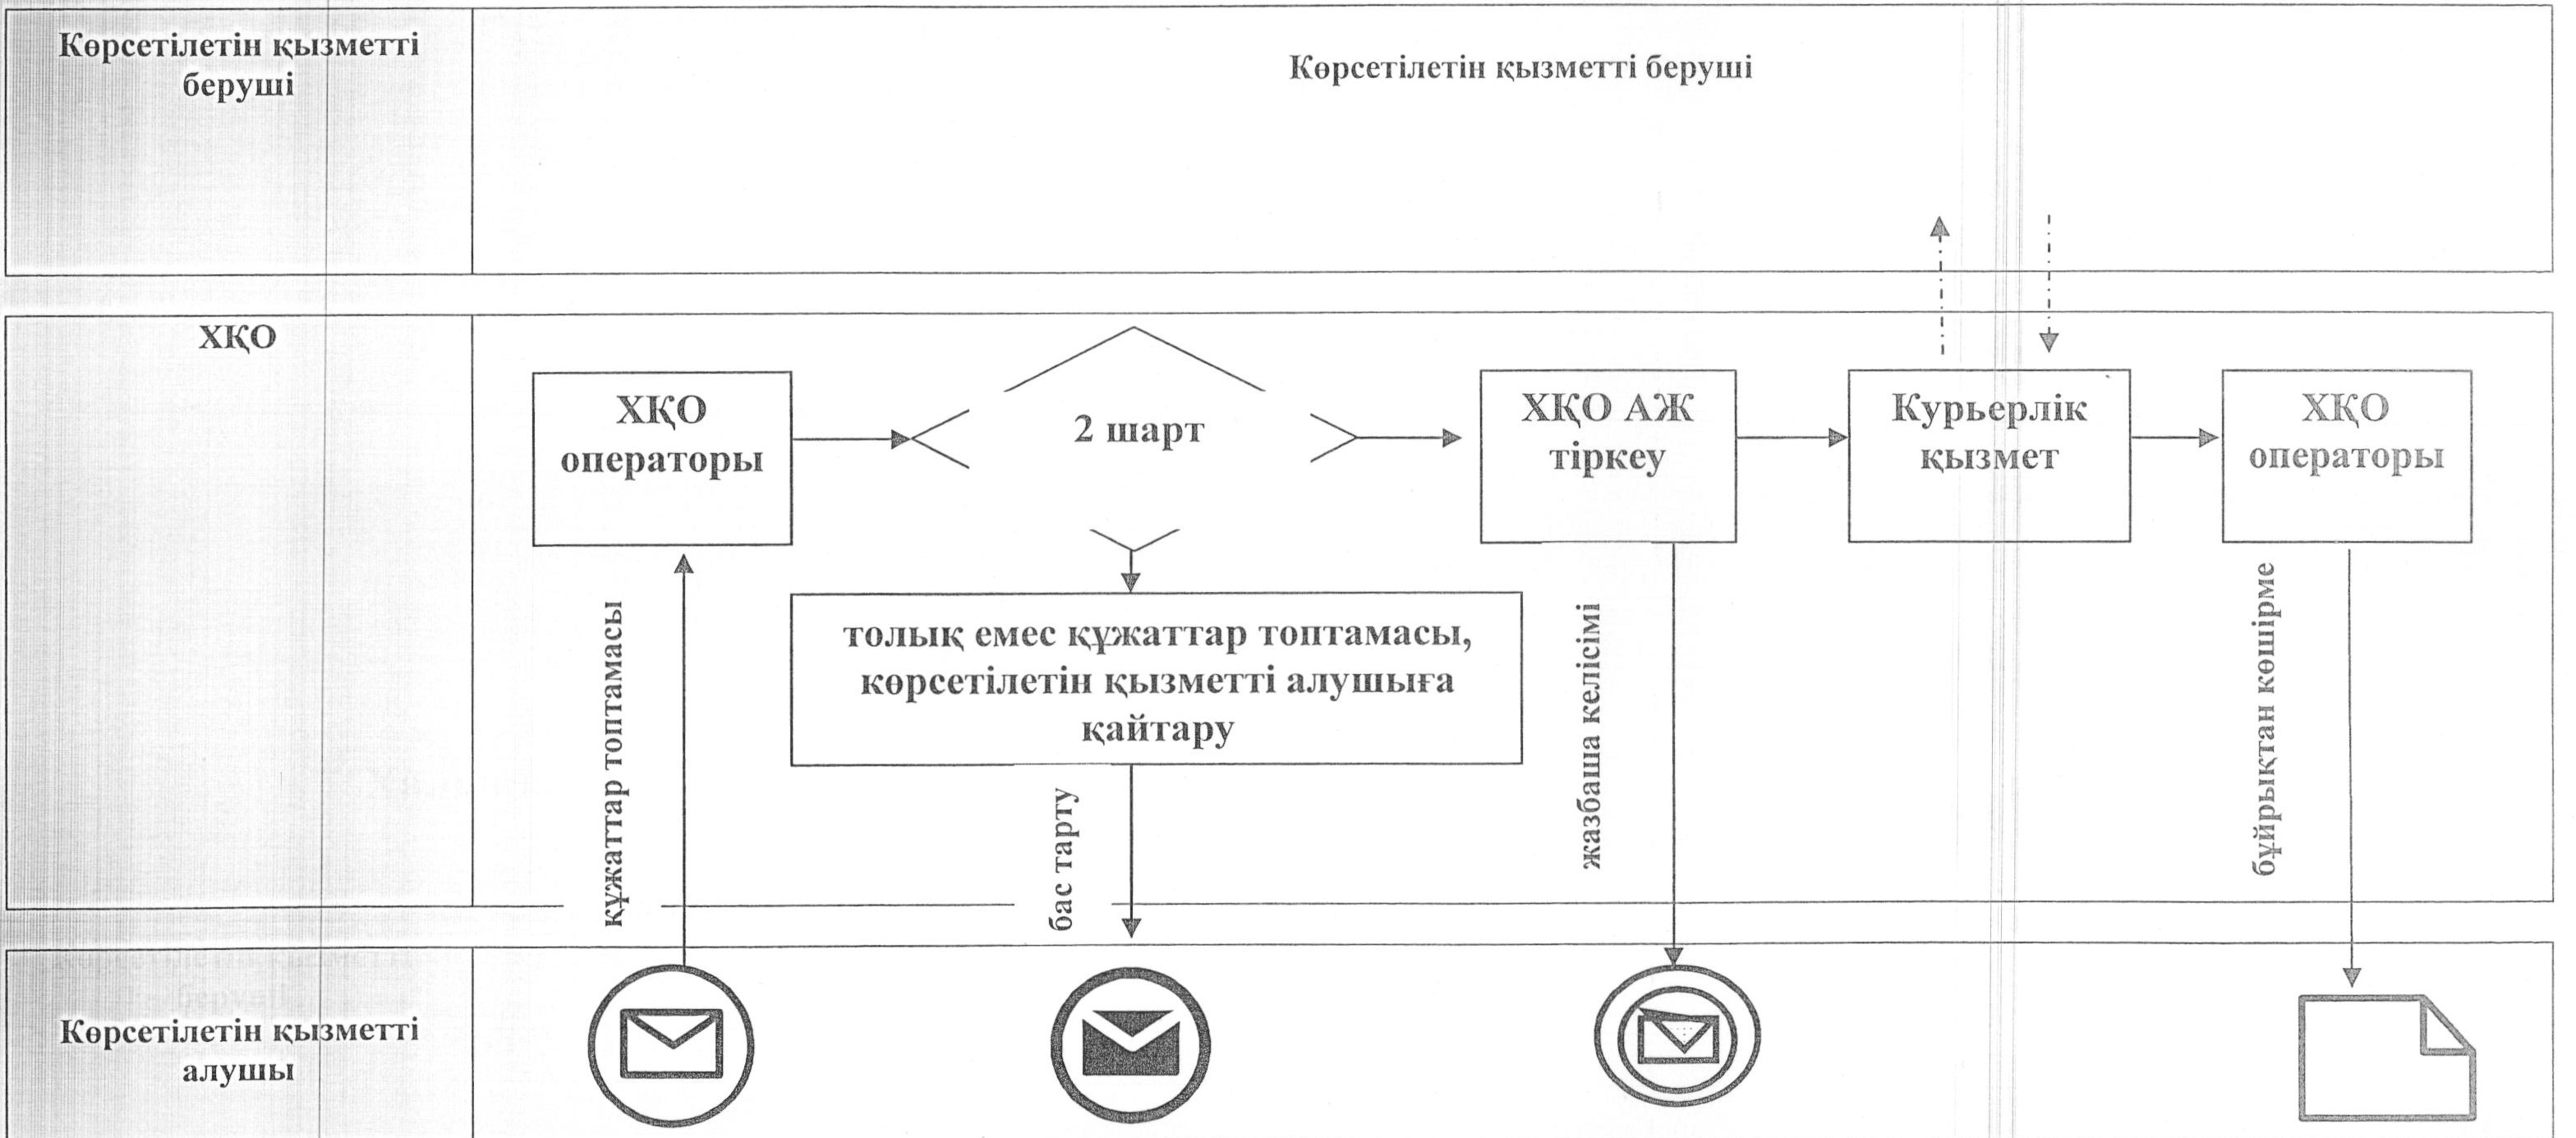 Көрсетілетін қызметті
беруші
Көрсетілетін қызметті беруші
ХҚО
ХҚО
операторы
2 шарт
ХҚО АЖ
тіркеу
Курьерлік
қызмет
ХҚО
операторы
құжаттар топтамасы
толық емес құжаттар топтамасы,
көрсетілетін қызметті алушыға
қайтару
бас тарту
жазбаша келісімі
бұйрықтан көшірме
Көрсетілетін қызметті
алушы